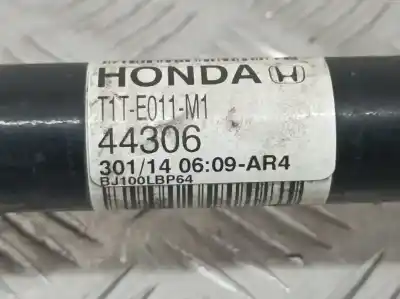 HONDA
T1T-E011-M1
44306
301/14 06:09-AR4
BJ100LBP64